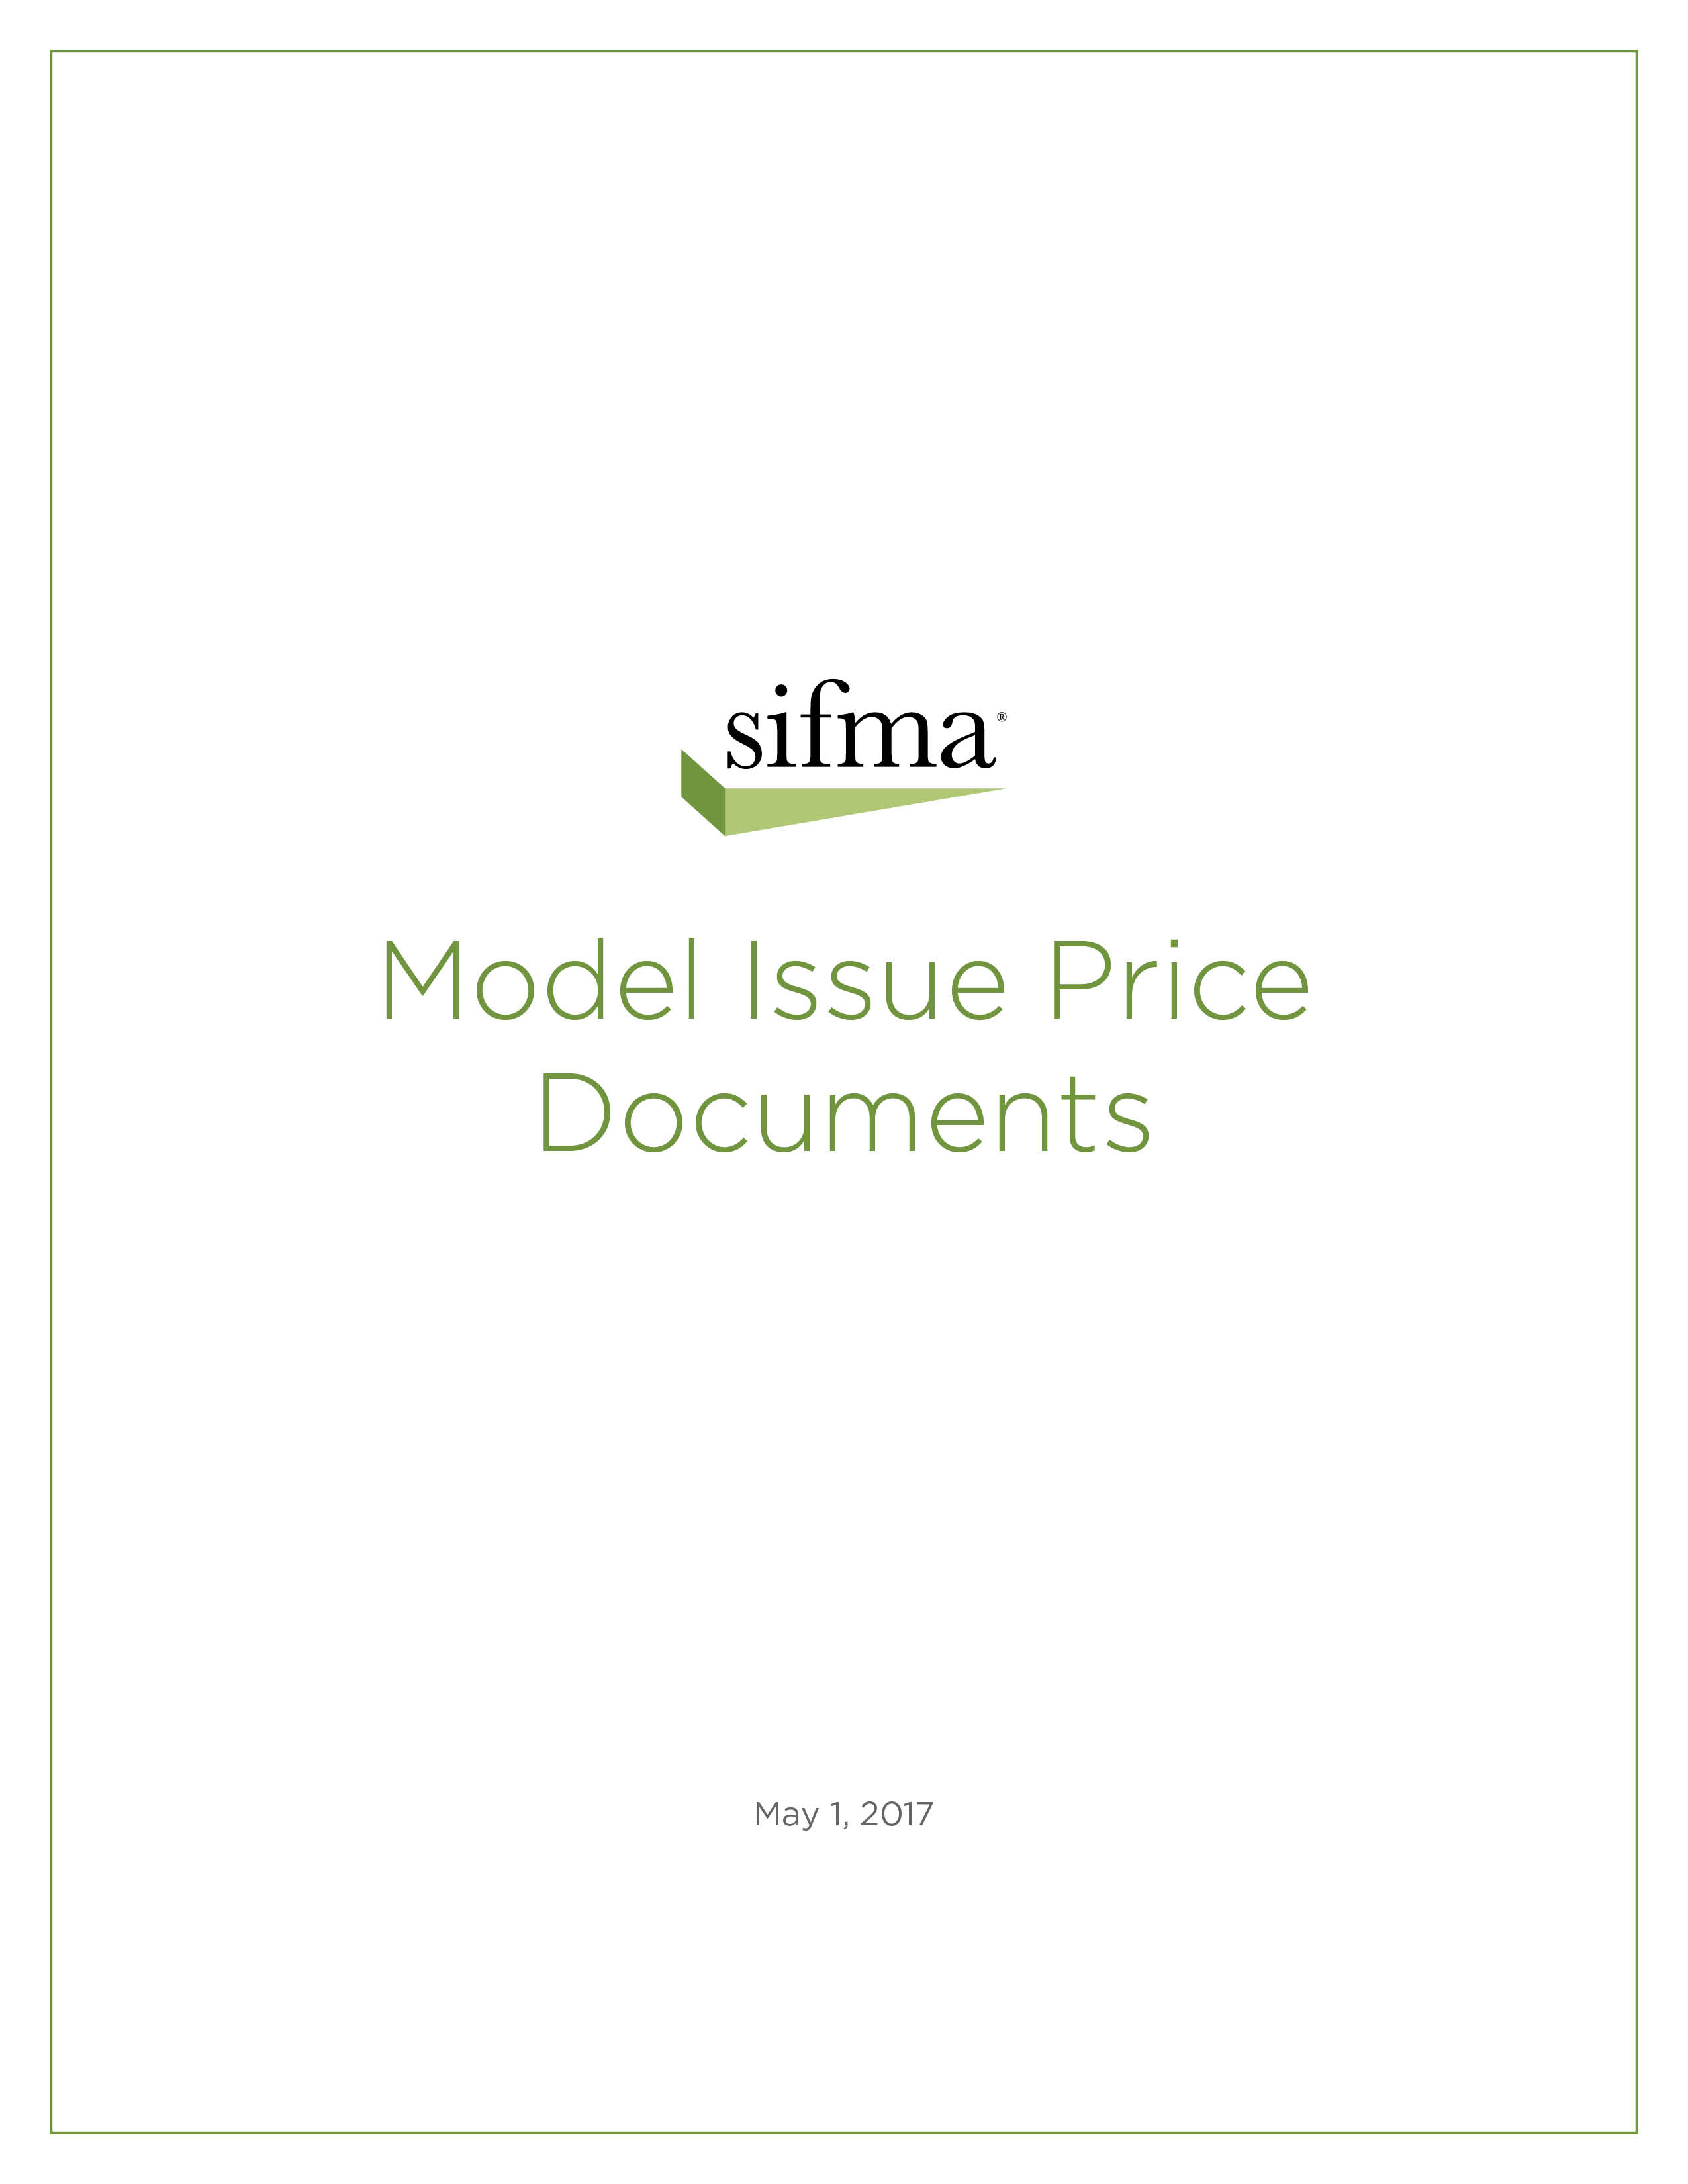 sifma®
Model Issue Price
Documents
May 1, 2017